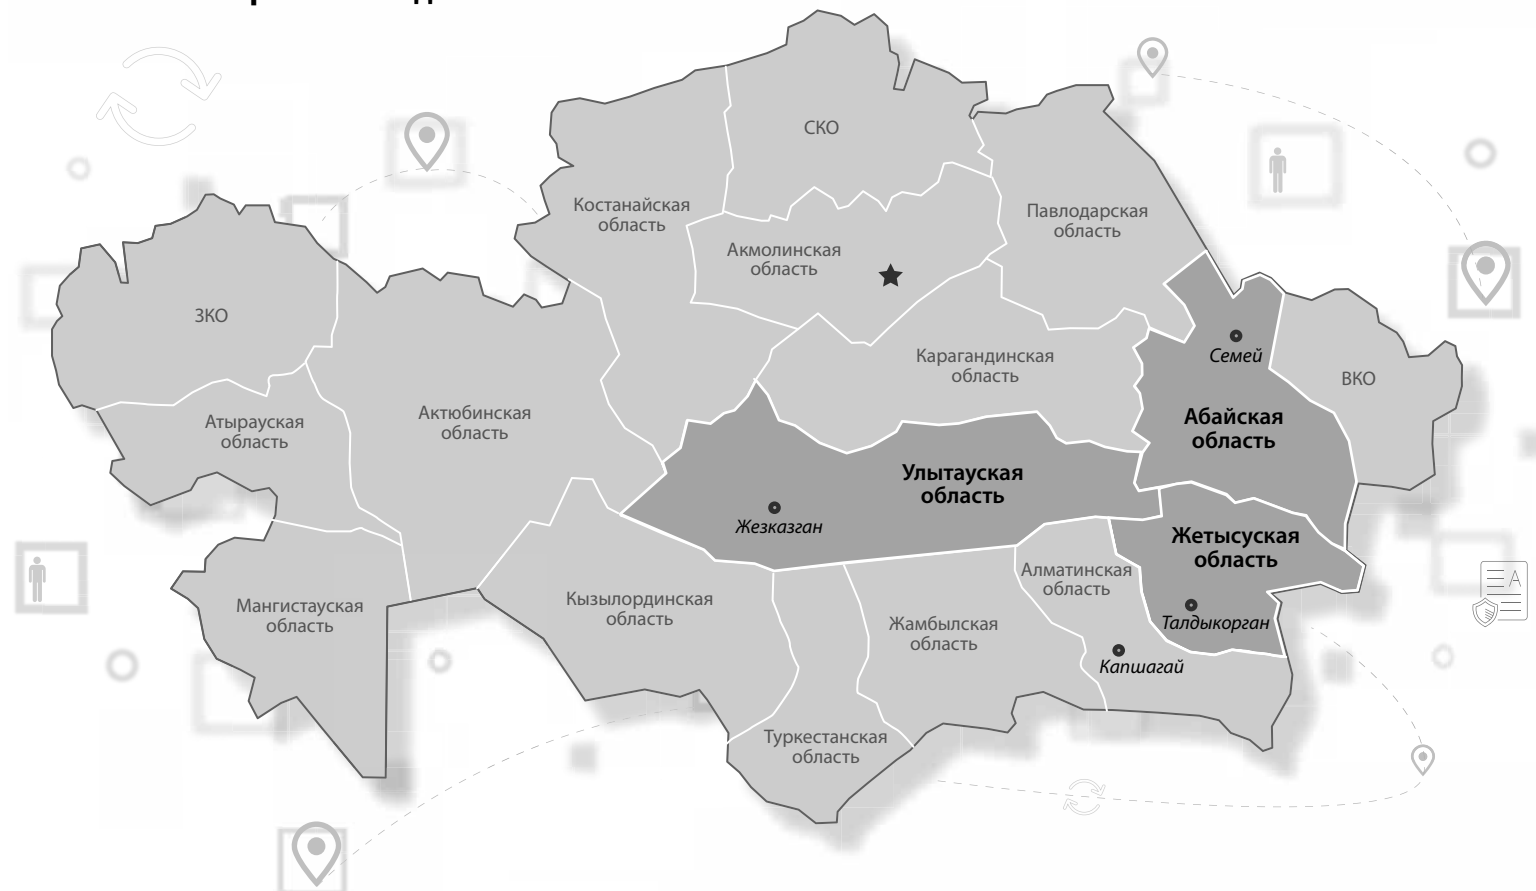 СКО
Костанайская
область
Павлодарская
область
Акмолинская
область
ЗКО
Семей
Карагандинская
область
ВКО
Актюбинская
область
Атырауская
область
Абайская
область
Улытауская
область
Жезказган
Жетысуская
область
Алматинская
область
A
Мангистауская
область
Кызылординская
область
Жамбылская
область
Талдыкорган
Капшагай
Туркестанская
область